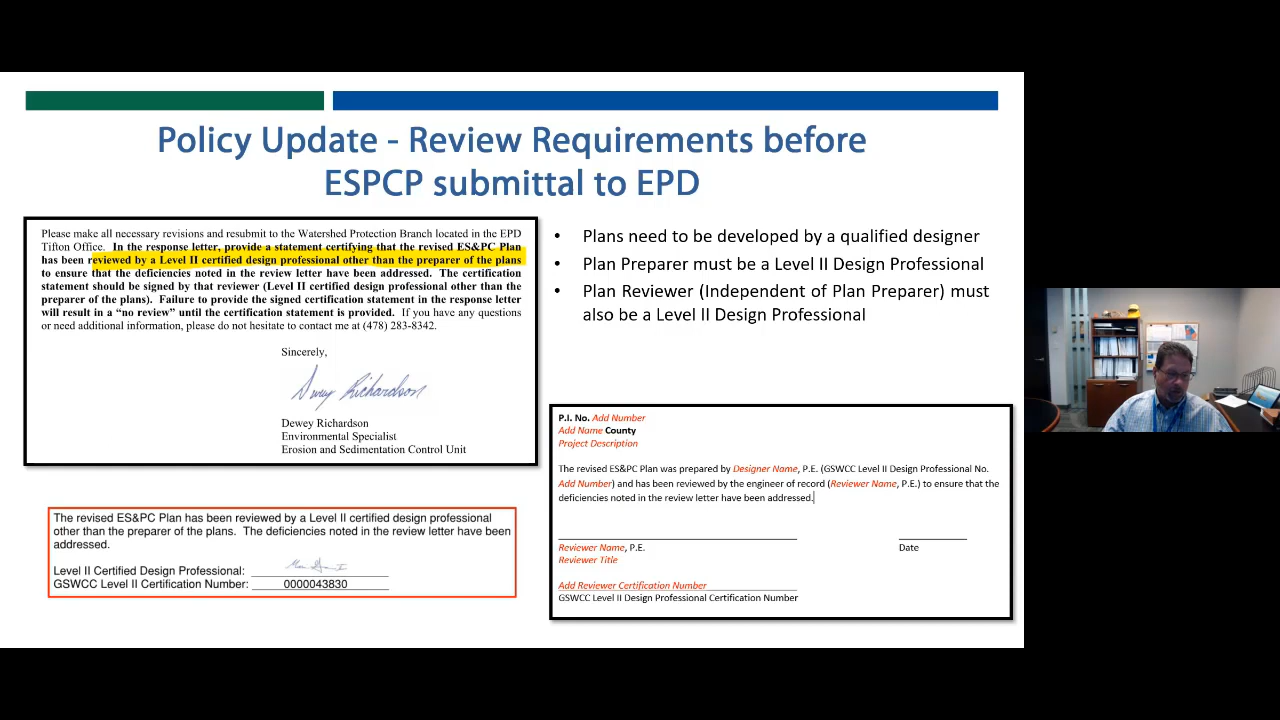 Policy Update - Review Requirements before
ESPCP submittal to EPD
Please make all necessary revisions and resubmit to the Watershed Protection Branch located in the EPD
Tifton Office. In the response letter, provide a statement certifying that the revised ES&PC Plan
has been reviewed by a Level II certified design professional other than the preparer of the plans
to ensure that the deficiencies noted in the review letter have been addressed. The certification
statement should be signed by that reviewer (Level II certified design professional other than the
preparer of the plans). Failure to provide the signed certification statement in the response letter
will result in a “no review” until the certification statement is provided. If you have any questions
or need additional information, please do not hesitate to contact me at (478) 283-8342.
Sincerely,
Dewey Richardson
Dewey Richardson
Environmental Specialist
Erosion and Sedimentation Control Unit
The revised ES&PC Plan has been reviewed by a Level II certified design professional
other than the preparer of the plans. The deficiencies noted in the review letter have been
addressed.
Level II Certified Design Professional:
GSWCC Level II Certification Number: 0000043830
• Plans need to be developed by a qualified designer
• Plan Preparer must be a Level II Design Professional
• Plan Reviewer (Independent of Plan Preparer) must
also be a Level II Design Professional
P.I. No. Add Number
Add Name County
Project Description
The revised ES&PC Plan was prepared by Designer Name, P.E. (GSWCC Level II Design Professional No.
Add Number) and has been reviewed by the engineer of record (Reviewer Name, P.E.) to ensure that the
deficiencies noted in the review letter have been addressed.
Reviewer Name, P.E. Date
Reviewer Title
Add Reviewer Certification Number
GSWCC Level II Design Professional Certification Number